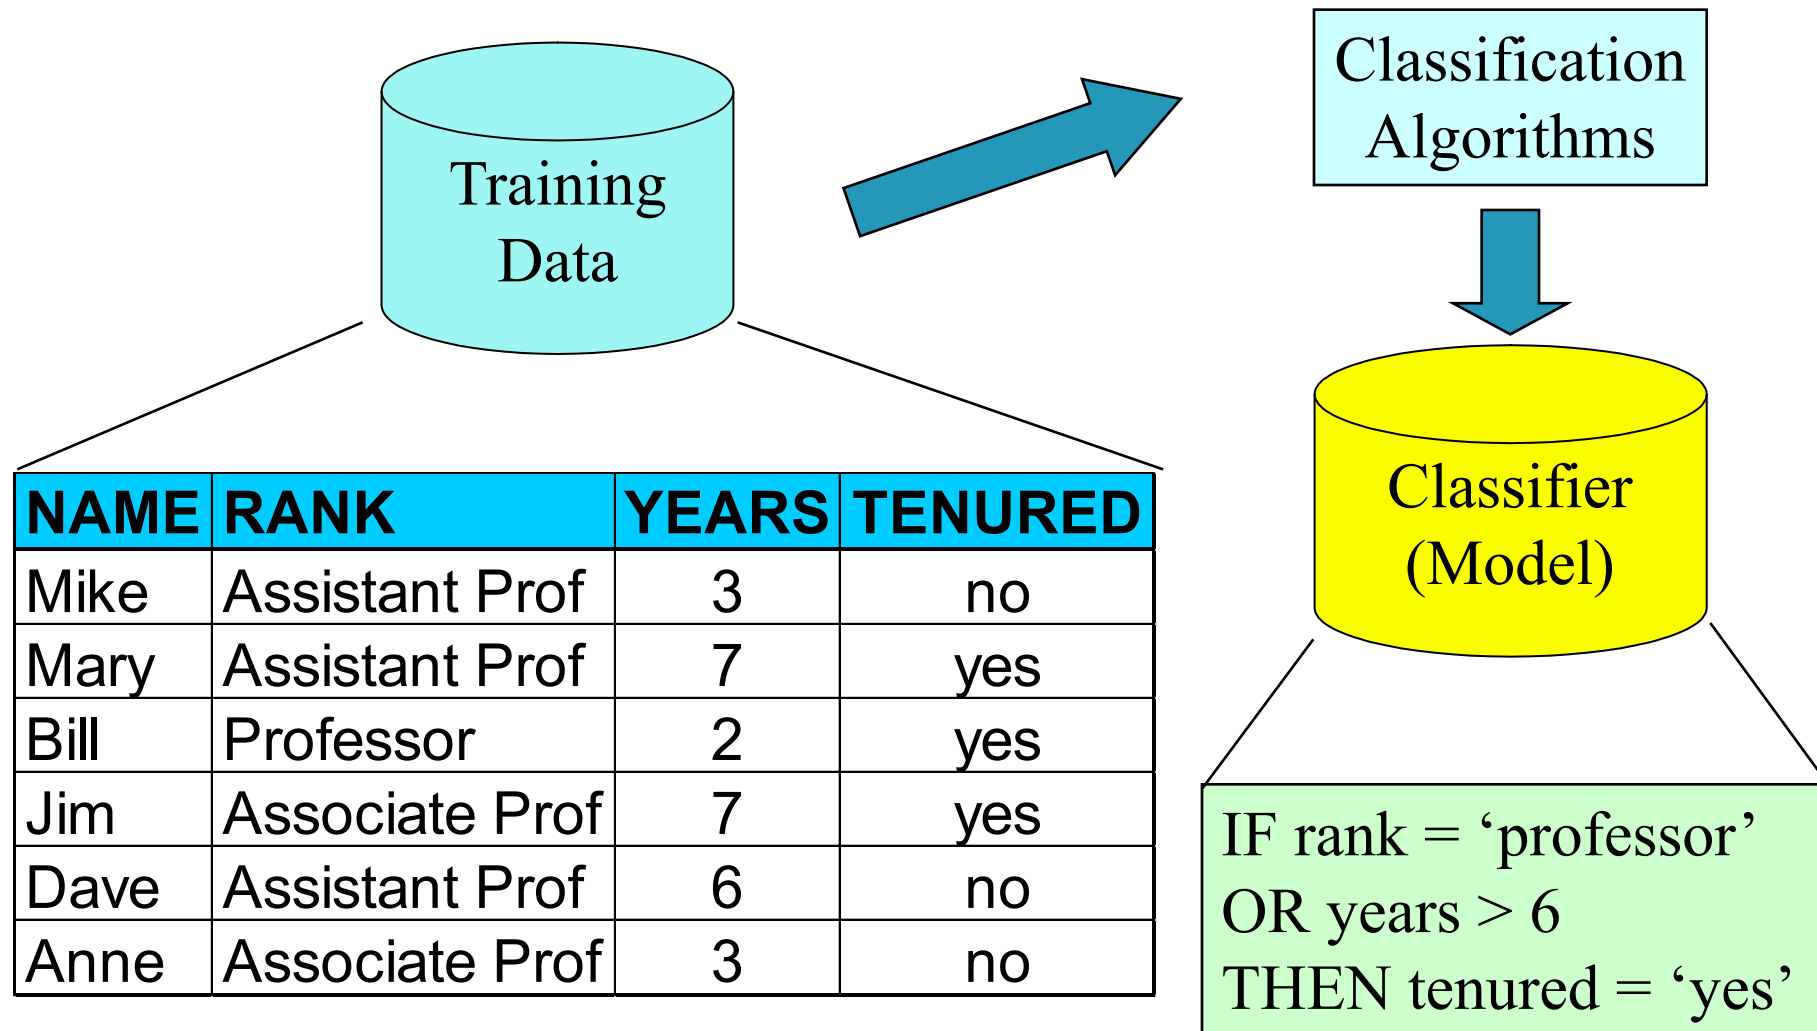 Training
Data
Classification
Algorithms
Classifier
(Model)
NAME RANK YEARS TENURED
Mike Assistant Prof 3 no
Mary Assistant Prof 7 yes
Bill Professor 2 yes
Jim Associate Prof 7 yes
Dave Assistant Prof 6 no
Anne Associate Prof 3 no
IF rank = ‘professor’
OR years > 6
THEN tenured = ‘yes’